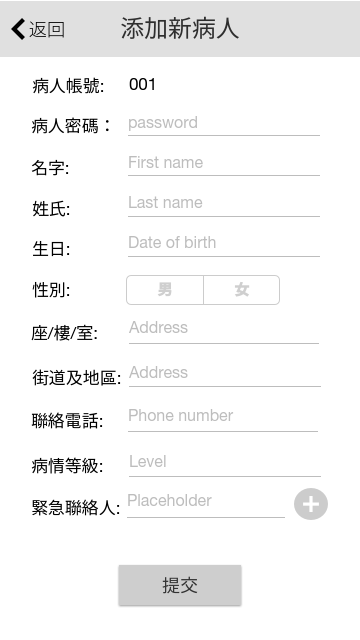 返回 添加新病人
病人帳號: 001
病人密碼： password
名字: First name
姓氏: Last name
生日: Date of birth
性別: 男 女
座/樓/室: Address
街道及地區: Address
聯絡電話: Phone number
病情等級: Level
緊急聯絡人: Placeholder
提交